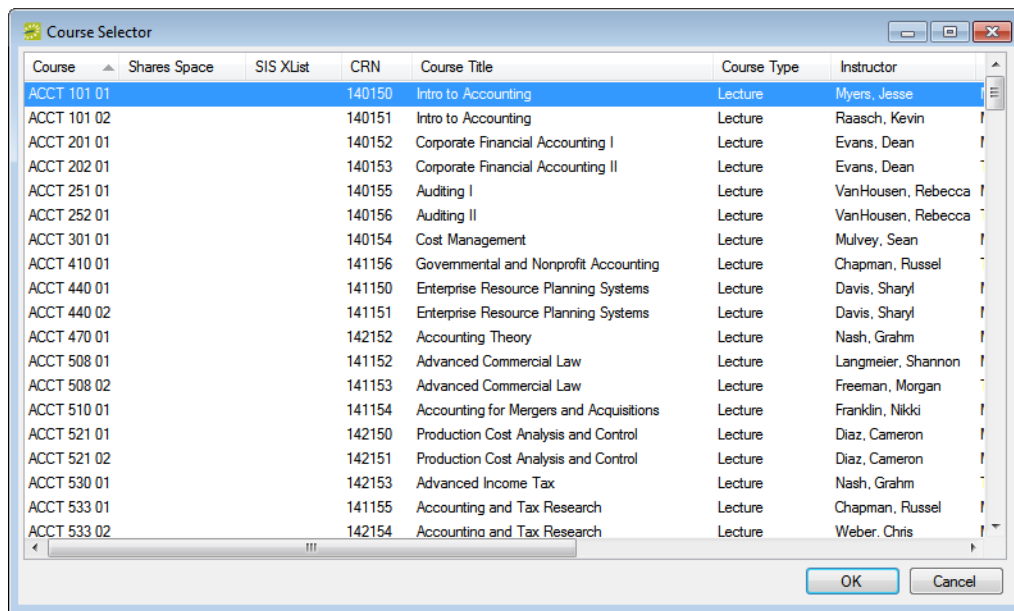 Course Selector
Course Shares Space SIS XList CRN Course Title Course Type Instructor
ACCT 101 01 140150 Intro to Accounting Lecture Myers, Jesse
ACCT 101 02 140151 Intro to Accounting Lecture Raasch, Kevin
ACCT 201 01 140152 Corporate Financial Accounting I Lecture Evans, Dean
ACCT 202 01 140153 Corporate Financial Accounting II Lecture Evans, Dean
ACCT 251 01 140155 Auditing I Lecture VanHousen, Rebecca
ACCT 252 01 140156 Auditing II Lecture VanHousen, Rebecca
ACCT 301 01 140154 Cost Management Lecture Mulvey, Sean
ACCT 410 01 141156 Governmental and Nonprofit Accounting Lecture Chapman, Russel
ACCT 440 01 141150 Enterprise Resource Planning Systems Lecture Davis, Sharyl
ACCT 440 02 141151 Enterprise Resource Planning Systems Lecture Davis, Sharyl
ACCT 470 01 142152 Accounting Theory Lecture Nash, Grahm
ACCT 508 01 141152 Advanced Commercial Law Lecture Langmeier, Shannon
ACCT 508 02 141153 Advanced Commercial Law Lecture Freeman, Morgan
ACCT 510 01 141154 Accounting for Mergers and Acquisitions Lecture Franklin, Nikki
ACCT 521 01 142150 Production Cost Analysis and Control Lecture Diaz, Cameron
ACCT 521 02 142151 Production Cost Analysis and Control Lecture Diaz, Cameron
ACCT 530 01 142153 Advanced Income Tax Lecture Nash, Grahm
ACCT 533 01 141155 Accounting and Tax Research Lecture Chapman, Russel
ACCT 533 02 142154 Accounting and Tax Research Lecture Weber, Chris
OK Cancel